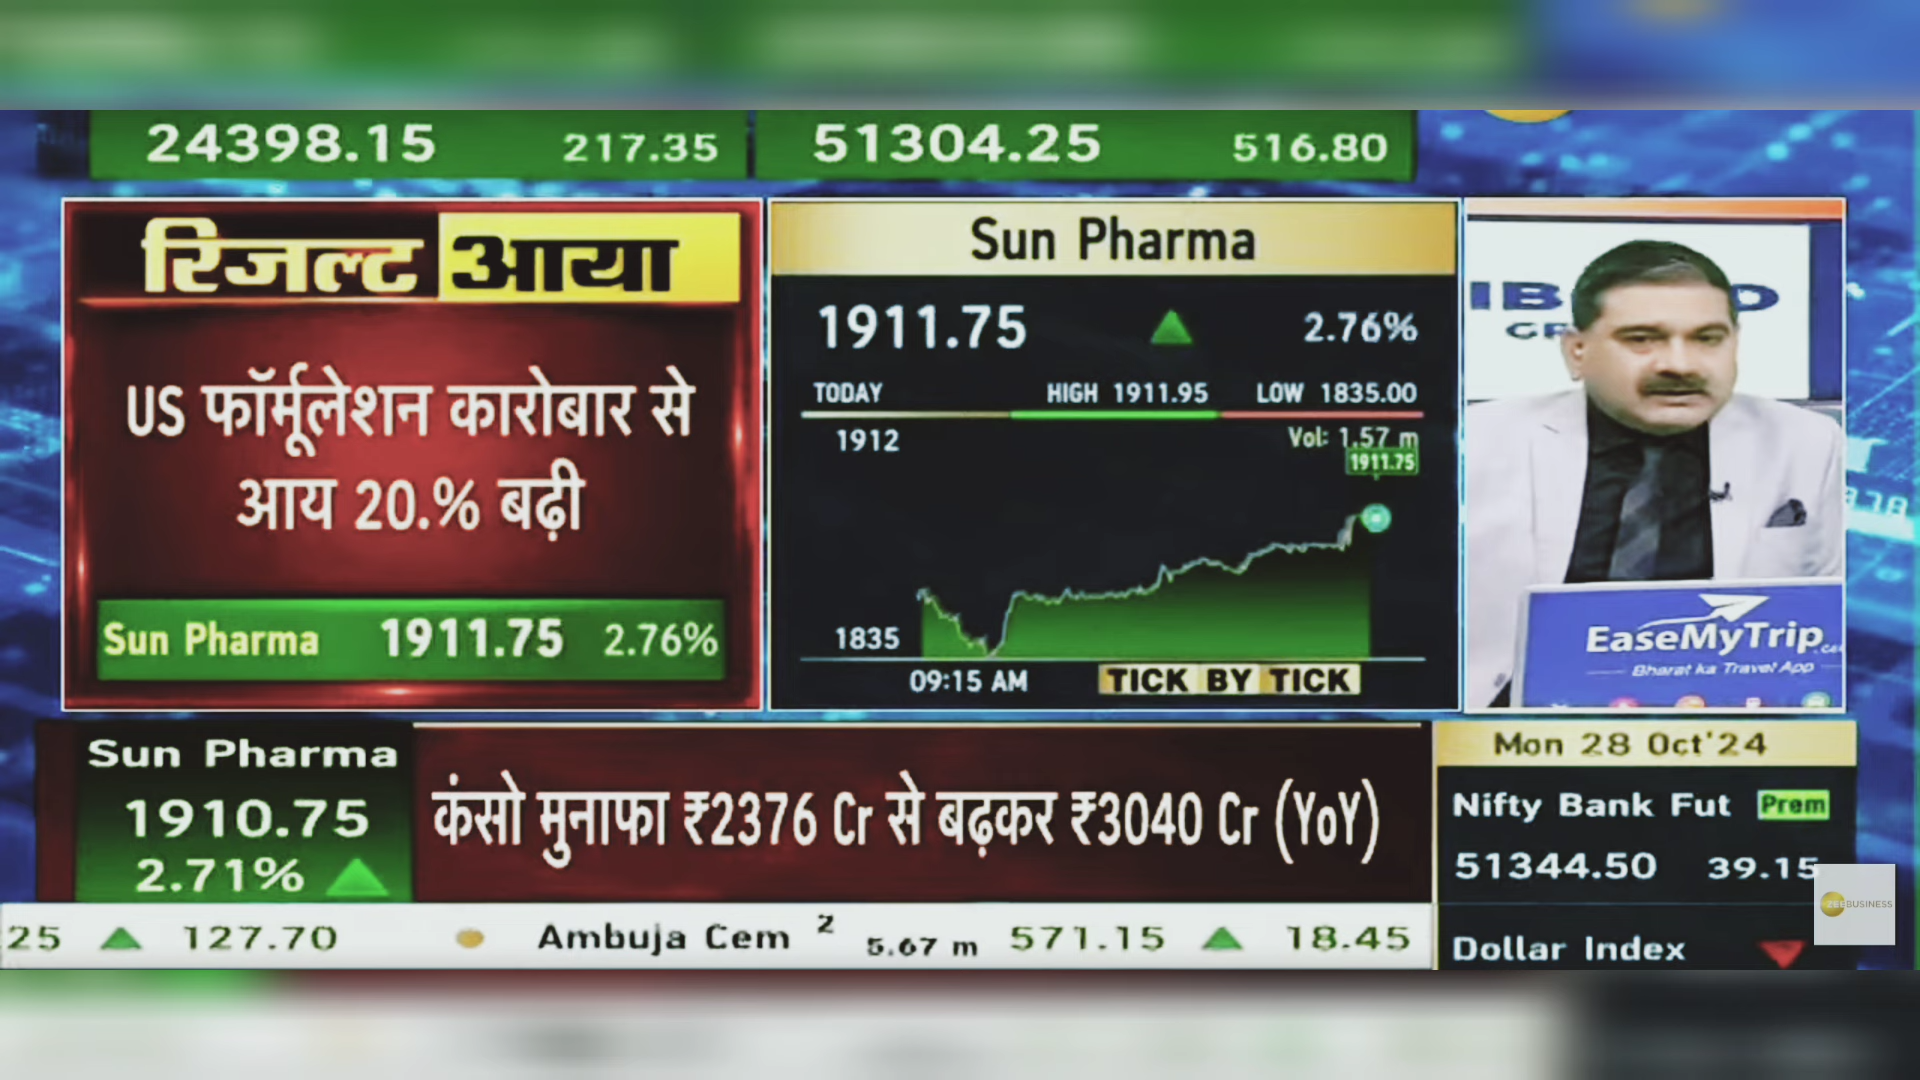 24398.15 217.35 51304.25 516.80
रिजल्ट आया
US फॉर्मूलेशन कारोबार से
आय 20.% बढ़ी
Sun Pharma 1911.75 2.76%
Sun Pharma
1911.75 2.76%
TODAY HIGH 1911.95 LOW 1835.00
1912 Vol: 1.57 m
1911.75
1835
09:15 AM TICK BY TICK
EaseMyTrip.com
Bharat ka Travel App
Sun Pharma
1910.75
2.71%
कंसो मुनाफा ₹2376 Cr से बढ़कर ₹3040 Cr (YoY)
Mon 28 Oct'24
Nifty Bank Fut Prem
51344.50 39.15
Dollar Index
ZEEBUSINESS
25 127.70 Ambuja Cem 2 5.67 m 571.15 18.45